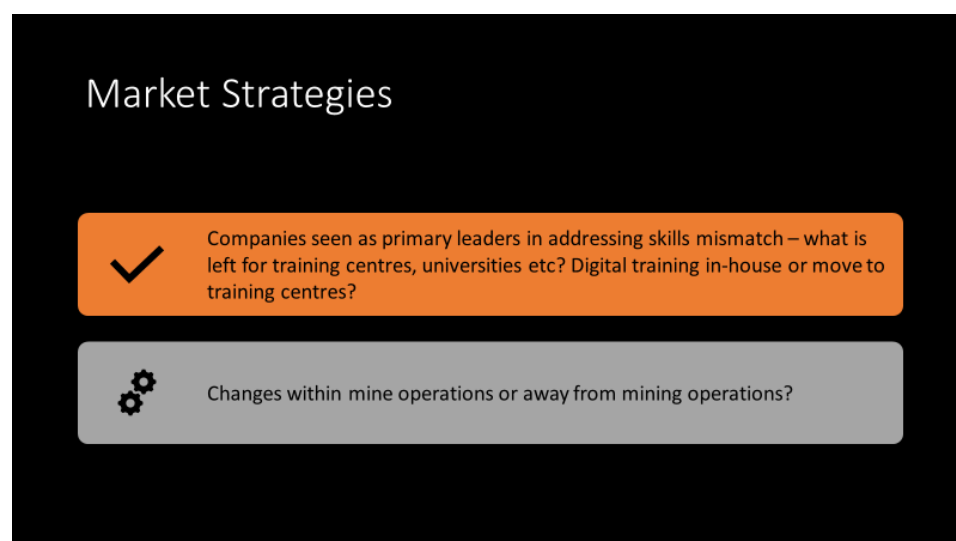 Market Strategies
Companies seen as primary leaders in addressing skills mismatch – what is
left for training centres, universities etc? Digital training in-house or move to
training centres?
Changes within mine operations or away from mining operations?